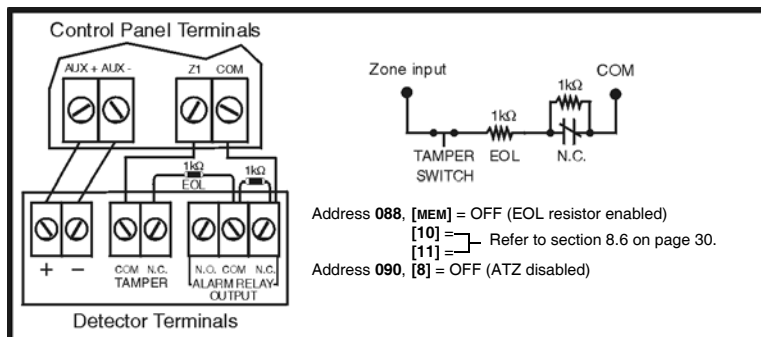 Control Panel Terminals
AUX + AUX -
Z1 COM
1kΩ
EOL
1kΩ
+ -
COM N.C.
TAMPER
N.O. COM N.C.
ALARM RELAY
OUTPUT
Detector Terminals
Zone input
COM
1kΩ
1kΩ
TAMPER
SWITCH
EOL
N.C.
Address 088, [MEM] = OFF (EOL resistor enabled)
[10] =
[11] =
Refer to section 8.6 on page 30.
Address 090, [8] = OFF (ATZ disabled)